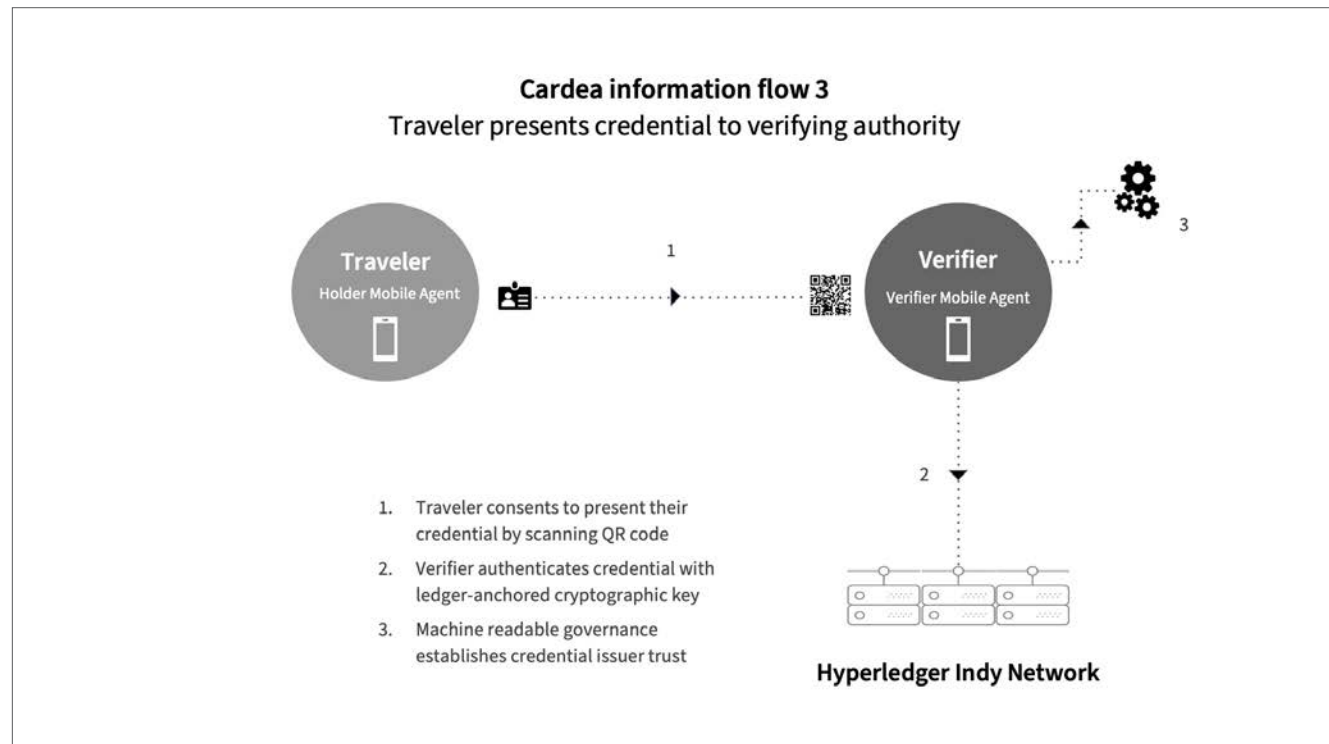 Cardea information flow 3
Traveler presents credential to verifying authority
3
1
Traveler
Holder Mobile Agent
Verifier
Verifier Mobile Agent
2
1. Traveler consents to present their
credential by scanning QR code
2. Verifier authenticates credential with
ledger-anchored cryptographic key
3. Machine readable governance
establishes credential issuer trust
Hyperledger Indy Network